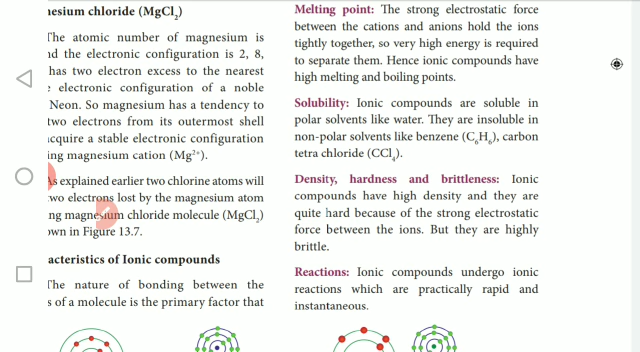 nesium chloride (MgCl₂)
The atomic number of magnesium is
nd the electronic configuration is 2, 8,
has two electron excess to the nearest
e electronic configuration of a noble
Neon. So magnesium has a tendency to
two electrons from its outermost shell
acquire a stable electronic configuration
ing magnesium cation (Mg²⁺).
As explained earlier two chlorine atoms will
two electrons lost by the magnesium atom
ng magnesium chloride molecule (MgCl₂)
own in Figure 13.7.
acteristics of Ionic compounds
The nature of bonding between the
s of a molecule is the primary factor that
Melting point: The strong electrostatic force
between the cations and anions hold the ions
tightly together, so very high energy is required
to separate them. Hence ionic compounds have
high melting and boiling points.
Solubility: Ionic compounds are soluble in
polar solvents like water. They are insoluble in
non-polar solvents like benzene (C₆H₆), carbon
tetra chloride (CCl₄).
Density, hardness and brittleness: Ionic
compounds have high density and they are
quite hard because of the strong electrostatic
force between the ions. But they are highly
brittle.
Reactions: Ionic compounds undergo ionic
reactions which are practically rapid and
instantaneous.